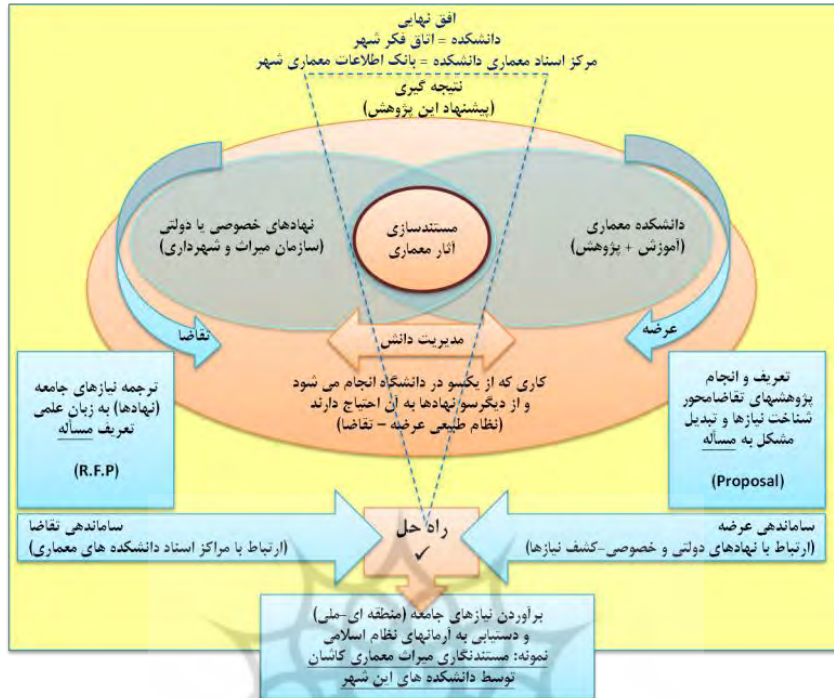 افق نهایی
دانشکده = اتاق فکر شهر
مرکز اسناد معماری دانشکده = بانک اطلاعات معماری شهر
نتیجه گیری
(پیشنهاد این پژوهش)
دانشکده معماری
(آموزش + پژوهش)
مستندسازی
آثار معماری
نهادهای خصوصی یا دولتی
(سازمان میراث و شهرداری)
عرضه
مدیریت دانش
تقاضا
کاری که از یکسو در دانشگاه انجام می شود
و از دیگرسو نهادها به آن احتیاج دارند
(نظام طبیعی عرضه – تقاضا)
تعریف و انجام
پژوهشهای تقاضامحور
شناخت نیازها و تبدیل
مشکل به مسأله
(Proposal)
ترجمه نیازهای جامعه
(نهادها) به زبان علمی
تعریف مسأله
(R.F.P)
ساماندهی عرضه
(ارتباط با نهادهای دولتی و خصوصی-کشف نیازها)
راه حل
✓
ساماندهی تقاضا
(ارتباط با مراکز اسناد دانشکده های معماری)
برآوردن نیازهای جامعه (منطقه ای-ملی)
و دستیابی به آرمانهای نظام اسلامی
نمونه: مستندنگاری میراث معماری کاشان
توسط دانشکده های این شهر